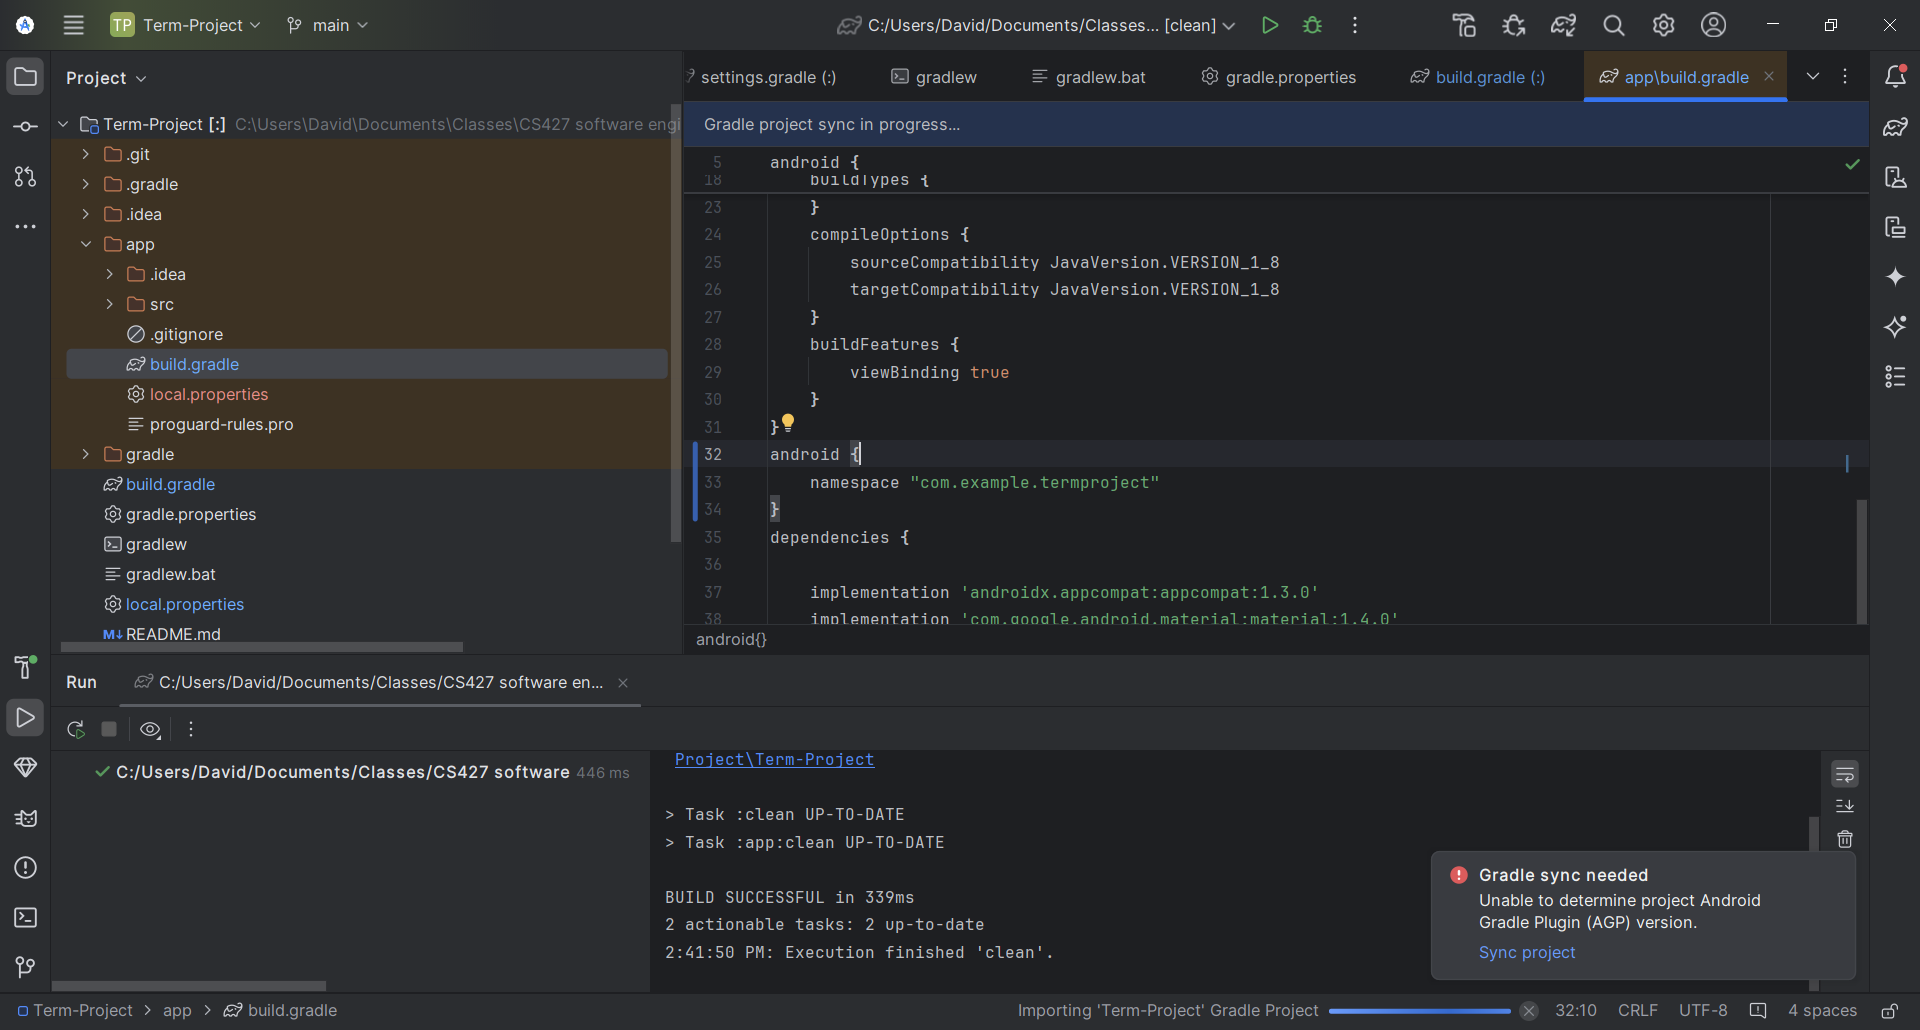 TP Term-Project main C:/Users/David/Documents/Classes... [clean]
Project
settings.gradle (:) gradlew gradlew.bat gradle.properties build.gradle (:) app\build.gradle
Term-Project [:] C:\Users\David\Documents\Classes\CS427 software engi
.git
.gradle
.idea
app
.idea
src
.gitignore
build.gradle
local.properties
proguard-rules.pro
gradle
build.gradle
gradle.properties
gradlew
gradlew.bat
local.properties
M↓ README.md
Gradle project sync in progress...
5 android {
18 buildTypes {
23 }
24 compileOptions {
25 sourceCompatibility JavaVersion.VERSION_1_8
26 targetCompatibility JavaVersion.VERSION_1_8
27 }
28 buildFeatures {
29 viewBinding true
30 }
31 }
32 android {
33 namespace "com.example.termproject"
34 }
35 dependencies {
36
37 implementation 'androidx.appcompat:appcompat:1.3.0'
38 implementation 'com.google.android.material:material:1.4.0'
android{}
Run C:/Users/David/Documents/Classes/CS427 software en...
C:/Users/David/Documents/Classes/CS427 software 446 ms
Project\Term-Project
> Task :clean UP-TO-DATE
> Task :app:clean UP-TO-DATE
BUILD SUCCESSFUL in 339ms
2 actionable tasks: 2 up-to-date
2:41:50 PM: Execution finished 'clean'.
Gradle sync needed
Unable to determine project Android
Gradle Plugin (AGP) version.
Sync project
Term-Project > app > build.gradle
Importing 'Term-Project' Gradle Project 32:10 CRLF UTF-8 4 spaces